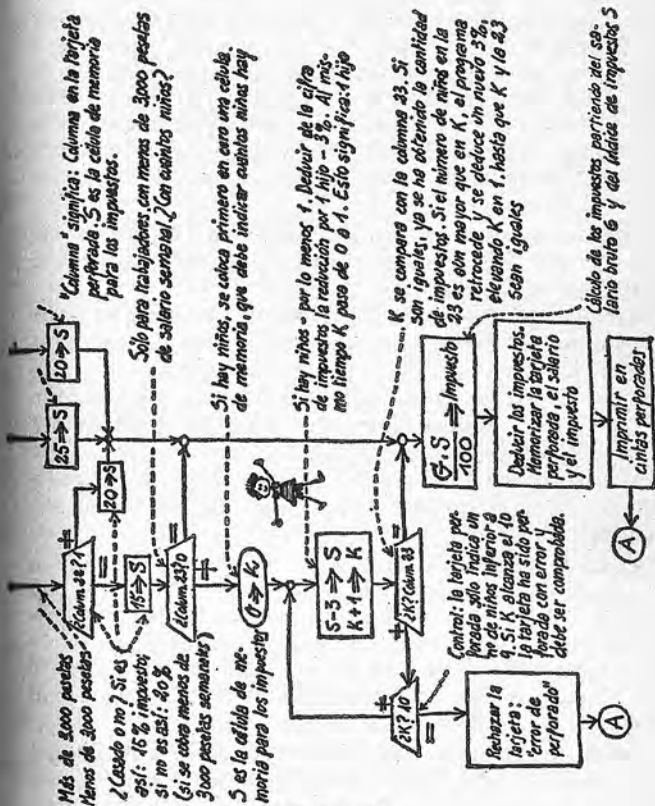 Más de 3.000 pesetas
Menos de 3.000 pesetas
¿Casado o no? Si es
así: 15% impuesto;
si no es así: 20%
(si se cobra menos de
3000 pesetas semanales)
S es la célula de me-
moria para los impuestos
"Columna" significa: Columna en la tarjeta
perforada. S es la célula de memoria
para los impuestos.
Sólo para trabajadores con menos de 3,000 pesetas
de salario semanal. ¿Con cuántos niños?
Si hay niños, se coloca primero en cero una célula
de memoria, que debe indicar cuántos niños hay
Si hay niños = por lo menos 1. Deducir de la cifra
de impuestos la reducción por 1 hijo - 3%. Al mis-
mo tiempo K pasa de 0 a 1. Esto significa: 1 hijo
K se compara con la columna 23. Si
son iguales, ya se ha obtenido la cantidad
de impuestos. Si el número de niños en la
23 es aún mayor que en K, el programa
retrocede y se deduce un nuevo 3%,
elevando K en 1. hasta que K y la 23
sean iguales
Cálculo de los impuestos partiendo del sa-
lario bruto G y del índice de impuestos S
20 ⇒ S
25 ⇒ S
≠
20 ⇒ S
=
15 ⇒ S
¿Colum. 23?0
=
≠
0 ⇒ K
S-3 ⇒ S
K+1 ⇒ K
¿K? Colum 23
=
≠
¿K? 10
≠
=
Control: la tarjeta per-
forada sólo indica un
nº de niños inferior a
9. Si K alcanza el 10
la tarjeta ha sido per-
forada con error y
debe ser comprobada.
Rechazar la
tarjeta:
"error de
perforado"
A
G . S
100
⇒ Impuesto
Deducir los impuestos.
Memorizar la tarjeta
perforada, el salario
y el impuesto
Imprimir en
cintas perforadas
A